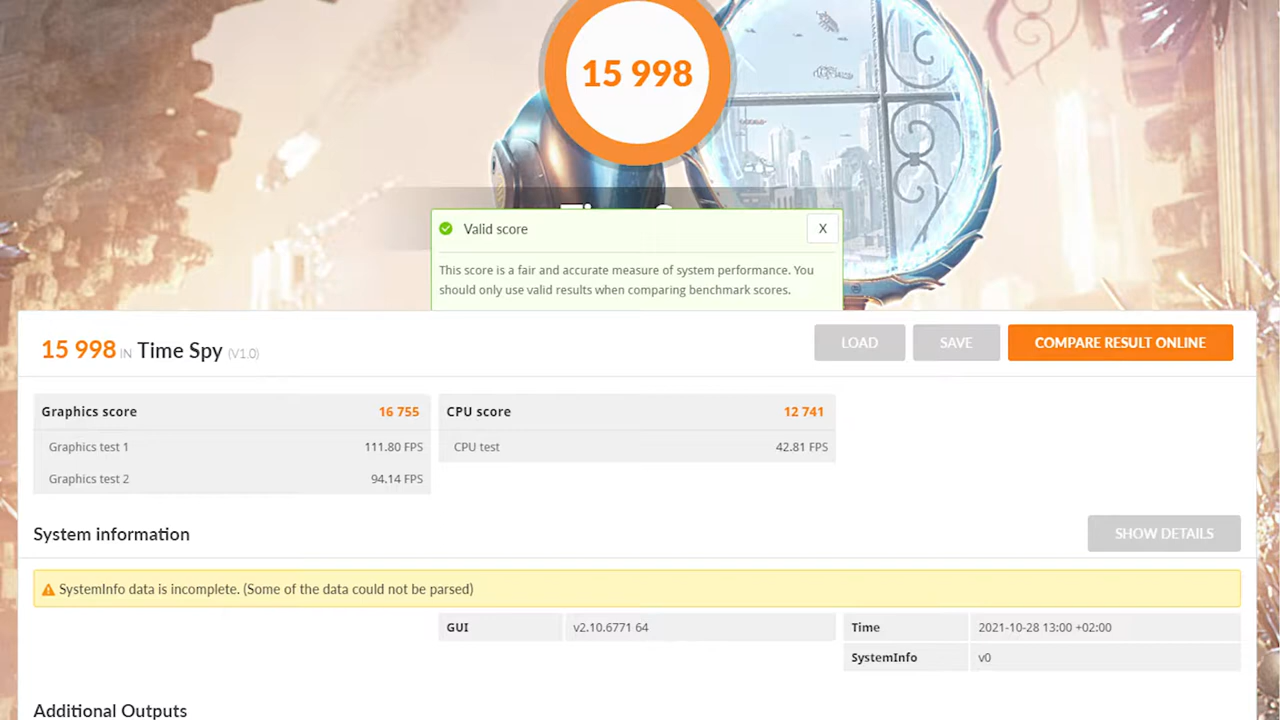 15 998
Valid score
X
This score is a fair and accurate measure of system performance. You
should only use valid results when comparing benchmark scores.
15 998 IN Time Spy (V1.0)
LOAD
SAVE
COMPARE RESULT ONLINE
Graphics score 16 755
Graphics test 1 111.80 FPS
Graphics test 2 94.14 FPS
CPU score 12 741
CPU test 42.81 FPS
System information
SHOW DETAILS
SystemInfo data is incomplete. (Some of the data could not be parsed)
GUI v2.10.6771 64
Time 2021-10-28 13:00 +02:00
SystemInfo v0
Additional Outputs